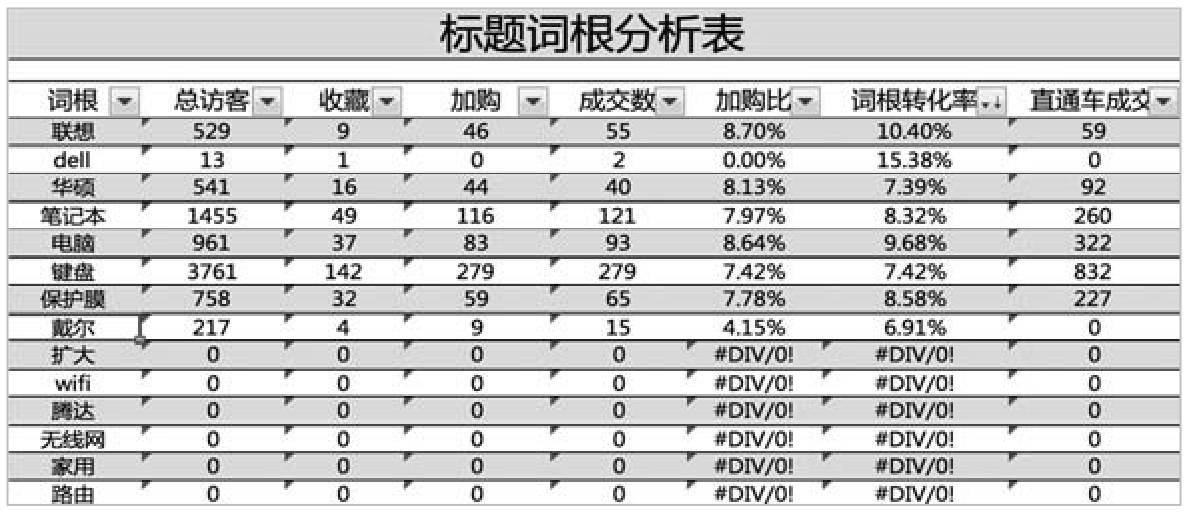 标题词根分析表
词根 总访客 收藏 加购 成交数 加购比 词根转化率 直通车成交
联想 529 9 46 55 8.70% 10.40% 59
dell 13 1 0 2 0.00% 15.38% 0
华硕 541 16 44 40 8.13% 7.39% 92
笔记本 1455 49 116 121 7.97% 8.32% 260
电脑 961 37 83 93 8.64% 9.68% 322
键盘 3761 142 279 279 7.42% 7.42% 832
保护膜 758 32 59 65 7.78% 8.58% 227
戴尔 217 4 9 15 4.15% 6.91% 0
扩大 0 0 0 0 #DIV/0! #DIV/0! 0
wifi 0 0 0 0 #DIV/0! #DIV/0! 0
腾达 0 0 0 0 #DIV/0! #DIV/0! 0
无线网 0 0 0 0 #DIV/0! #DIV/0! 0
家用 0 0 0 0 #DIV/0! #DIV/0! 0
路由 0 0 0 0 #DIV/0! #DIV/0! 0